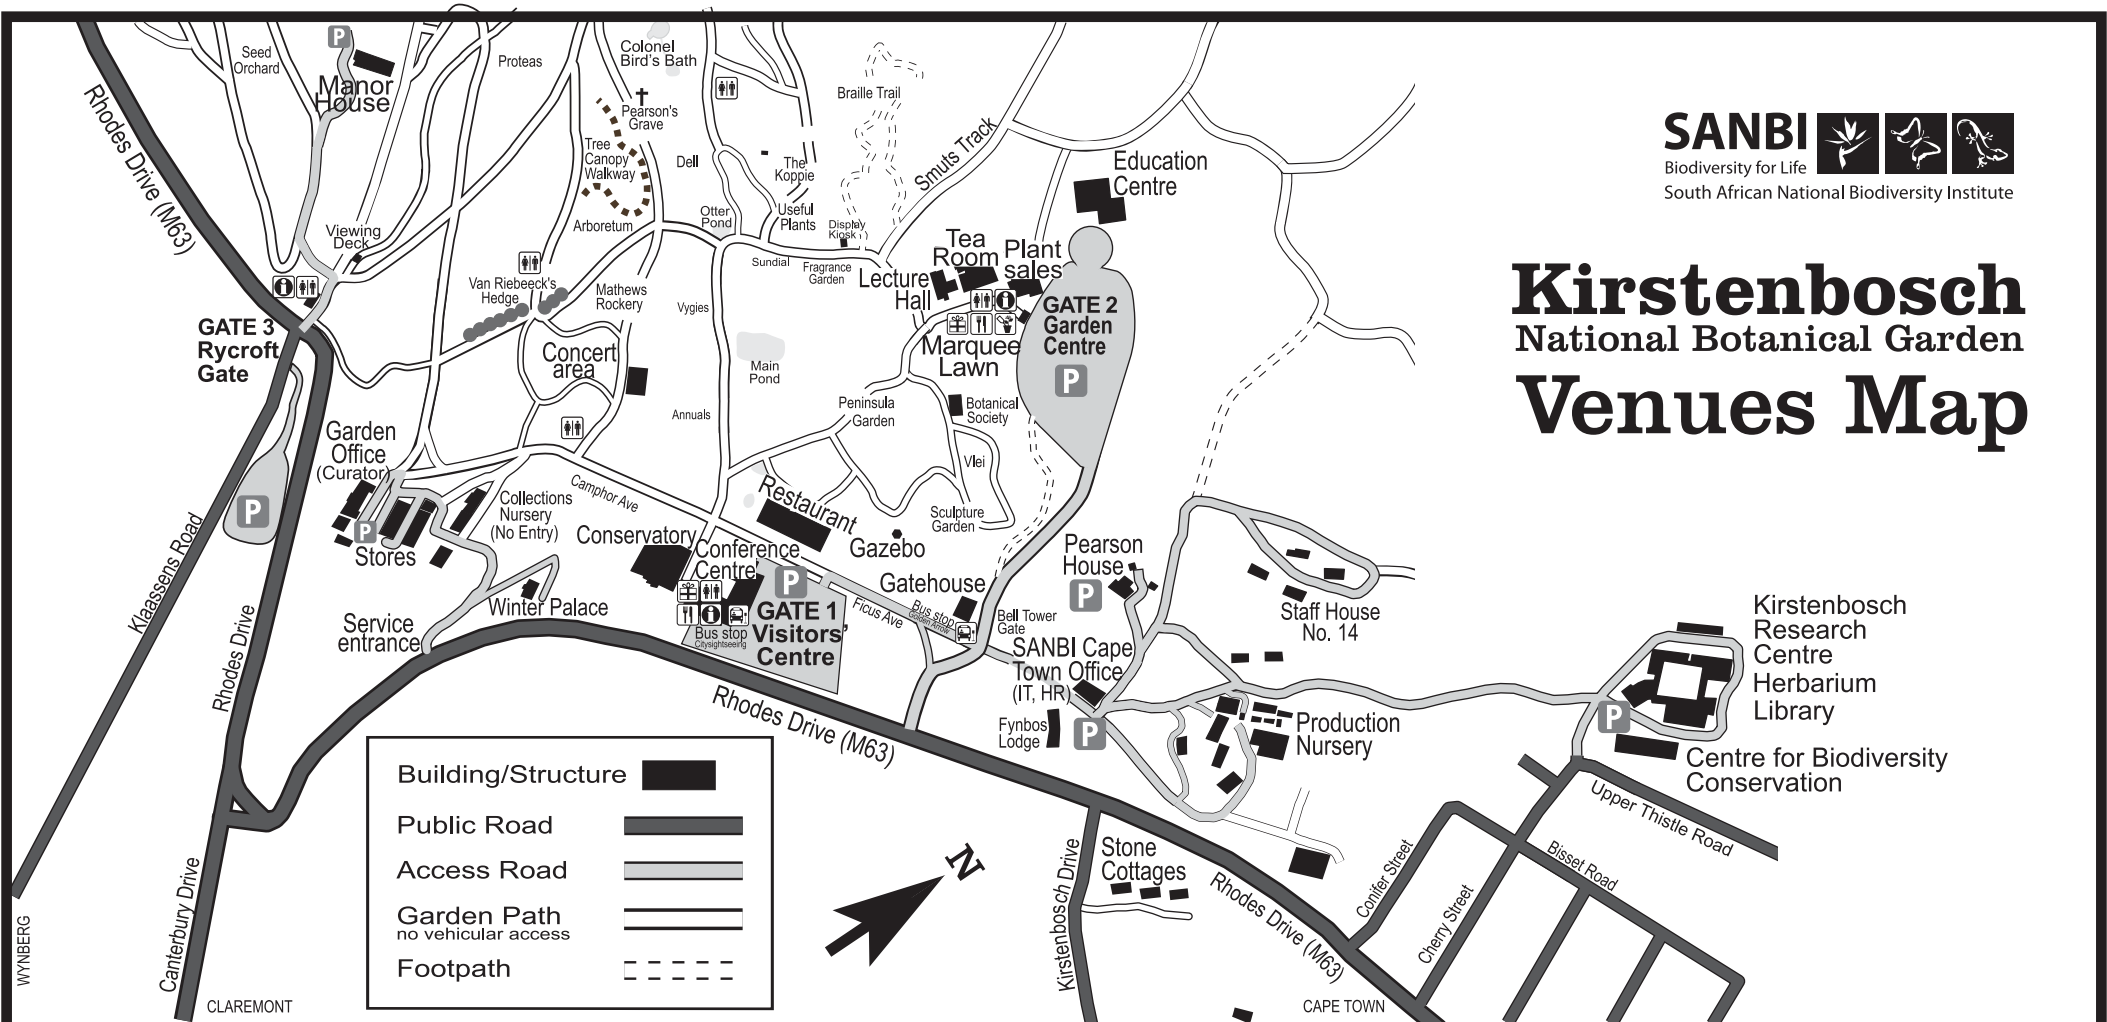 SANBI
Biodiversity for Life
South African National Biodiversity Institute
Kirstenbosch
National Botanical Garden
Venues Map
P
Seed
Orchard
Manor
House
Rhodes Drive (M63)
Proteas
Colonel
Bird's Bath
Pearson's
Grave
Tree
Canopy
Walkway
Dell
The
Koppie
Braille Trail
Smuts Track
Education
Centre
Arboretum
Otter
Pond
Useful
Plants
Display
Kiosk
Sundial
Fragrance
Garden
Lecture
Hall
Tea
Room
Plant
sales
GATE 2
Garden
Centre
P
Marquee
Lawn
Viewing
Deck
Van Riebeeck's
Hedge
Mathews
Rockery
Vygies
GATE 3
Rycroft
Gate
Concert
area
Main
Pond
Annuals
Peninsula
Garden
Botanical
Society
Vlei
Sculpture
Garden
Garden
Office
(Curator)
P
P
Stores
Collections
Nursery
(No Entry)
Camphor Ave
Restaurant
Gazebo
Conservatory
Conference
Centre
P
GATE 1
Visitors'
Centre
Bus stop
Citysightseeing
Gatehouse
Ficus Ave
Bus stop
Golden Arrow
Bell Tower
Gate
Pearson
House
P
Staff House
No. 14
Winter Palace
Service
entrance
Klaassens Road
Rhodes Drive
SANBI Cape
Town Office
(IT, HR)
Fynbos
Lodge
P
Production
Nursery
Kirstenbosch
Research
Centre
Herbarium
Library
P
Centre for Biodiversity
Conservation
Rhodes Drive (M63)
Upper Thistle Road
Bisset Road
Conifer Street
Cherry Street
Stone
Cottages
Kirstenbosch Drive
Rhodes Drive (M63)
Canterbury Drive
WYNBERG
CLAREMONT
CAPE TOWN
N
Building/Structure
Public Road
Access Road
Garden Path
no vehicular access
Footpath